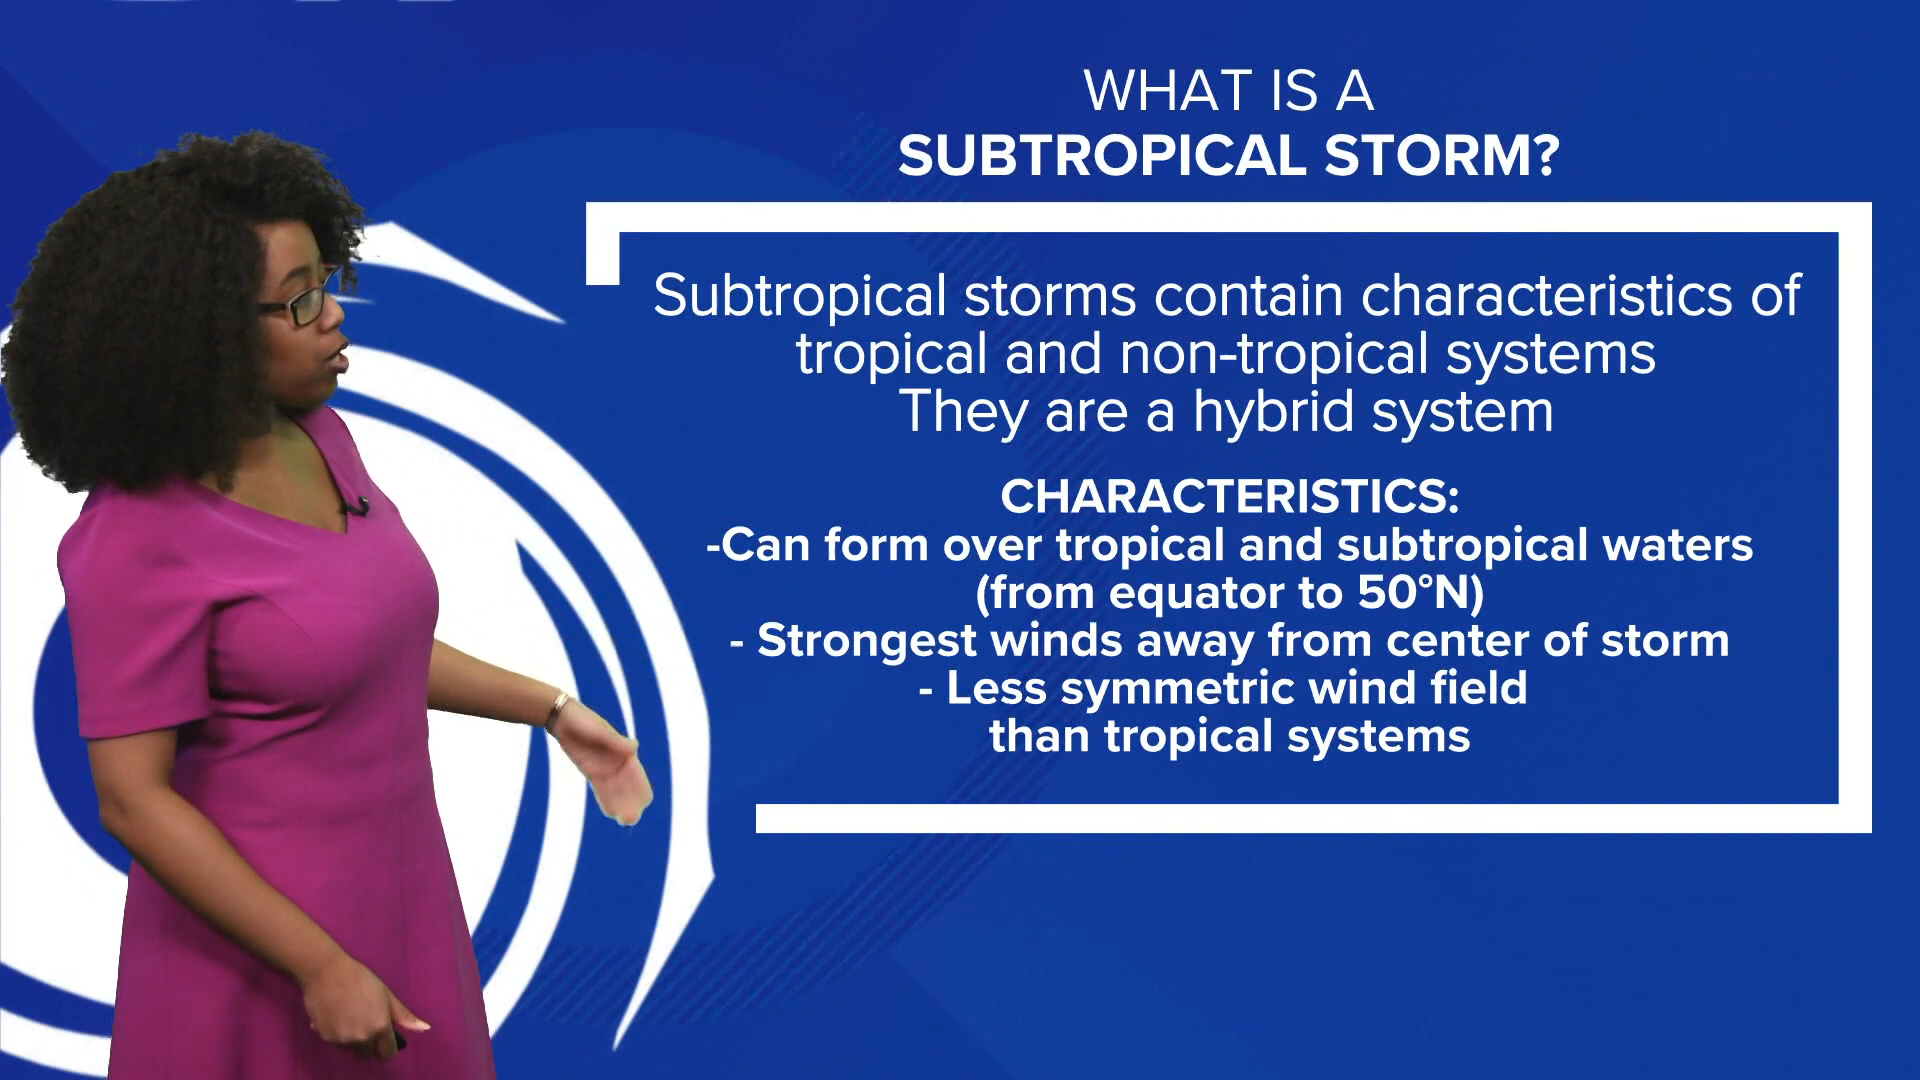 WHAT IS A
SUBTROPICAL STORM?
Subtropical storms contain characteristics of
tropical and non-tropical systems
They are a hybrid system
CHARACTERISTICS:
-Can form over tropical and subtropical waters
(from equator to 50°N)
- Strongest winds away from center of storm
- Less symmetric wind field
than tropical systems